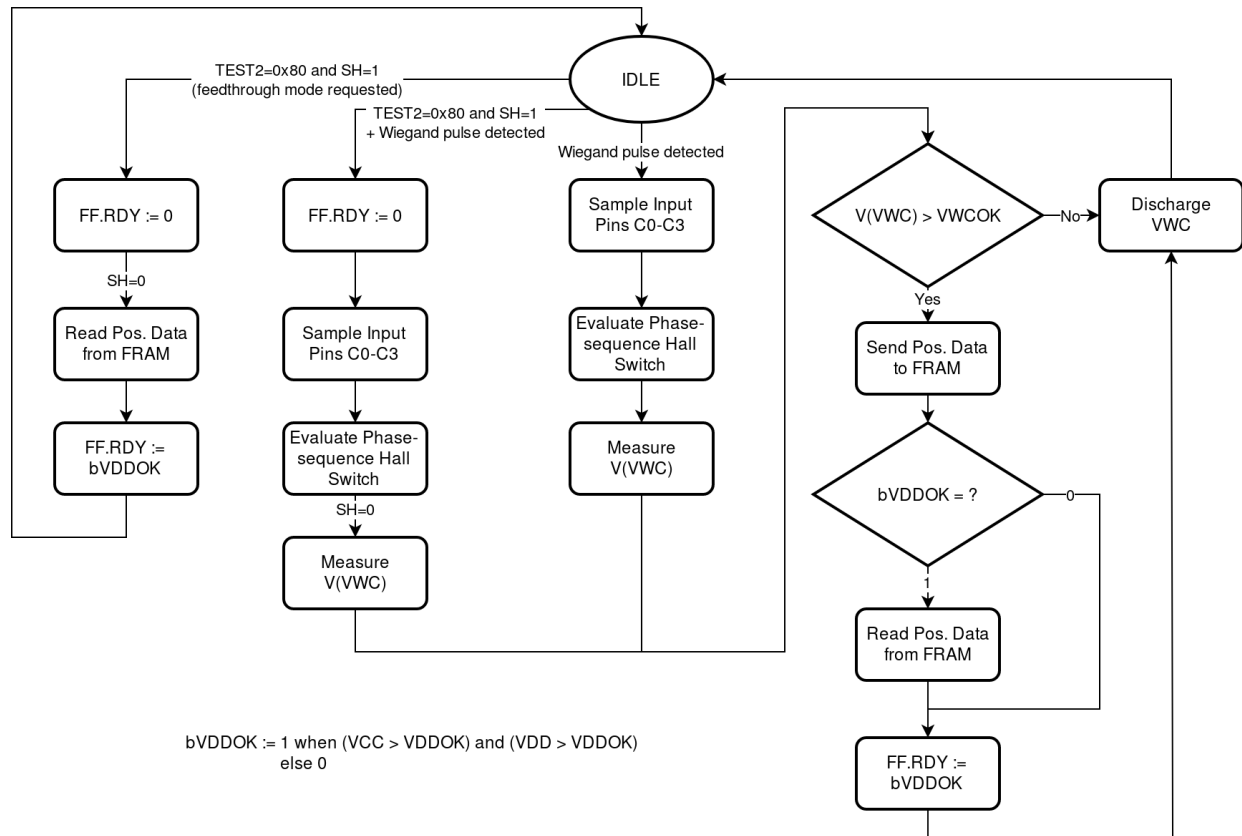 IDLE
TEST2=0x80 and SH=1
(feedthrough mode requested)
TEST2=0x80 and SH=1
+ Wiegand pulse detected
Wiegand pulse detected
FF.RDY := 0
SH=0
Read Pos. Data
from FRAM
FF.RDY :=
bVDDOK
FF.RDY := 0
Sample Input
Pins C0-C3
Evaluate Phase-
sequence Hall
Switch
SH=0
Measure
V(VWC)
Sample Input
Pins C0-C3
Evaluate Phase-
sequence Hall
Switch
Measure
V(VWC)
V(VWC) > VWCOK
No
Discharge
VWC
Yes
Send Pos. Data
to FRAM
bVDDOK = ?
0
1
Read Pos. Data
from FRAM
FF.RDY :=
bVDDOK
bVDDOK := 1 when (VCC > VDDOK) and (VDD > VDDOK)
else 0